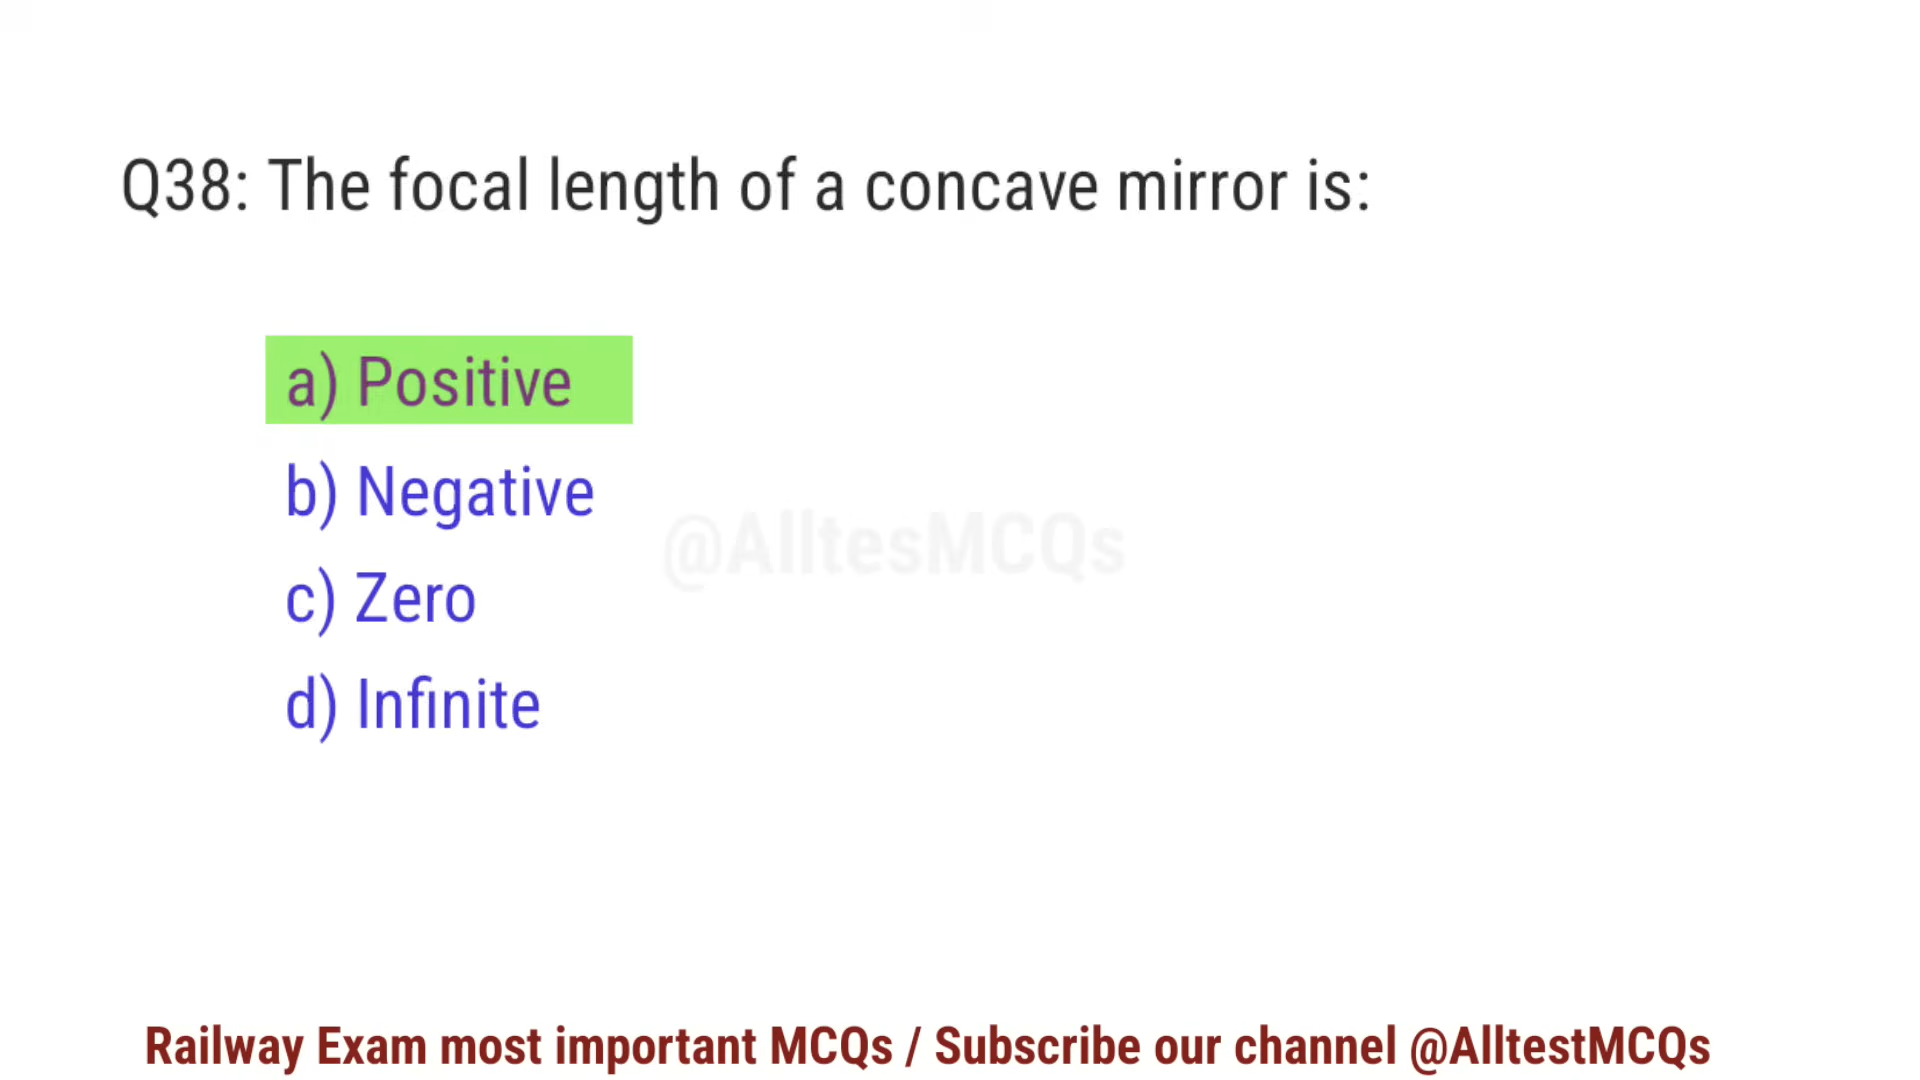 Q38: The focal length of a concave mirror is:
a) Positive
b) Negative
@AlltesMCQs
c) Zero
d) Infinite
Railway Exam most important MCQs / Subscribe our channel @AlltestMCQs